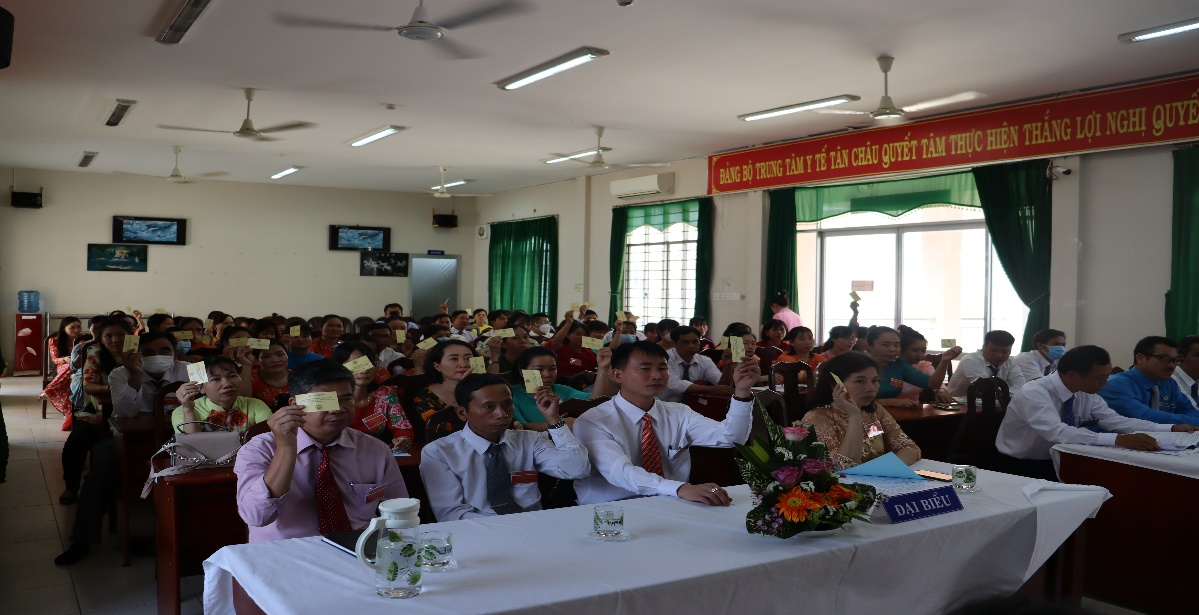 ĐẢNG BỘ TRUNG TÂM Y TẾ TÂN CHÂU QUYẾT TÂM THỰC HIỆN THẮNG LỢI NGHỊ QUYẾ
ĐẠI BIỂU